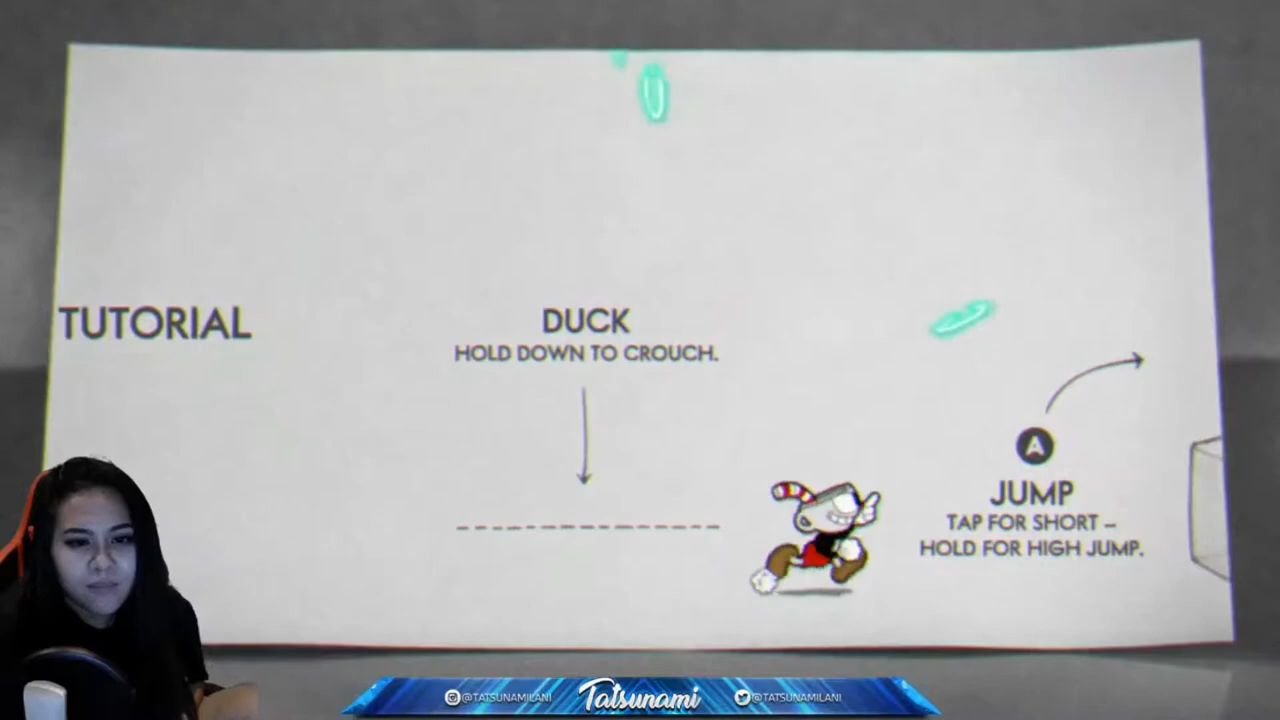 TUTORIAL
DUCK
HOLD DOWN TO CROUCH.
A
JUMP
TAP FOR SHORT –
HOLD FOR HIGH JUMP.
@TATSUNAMILANI
Tatsunami
@TATSUNAMILANI